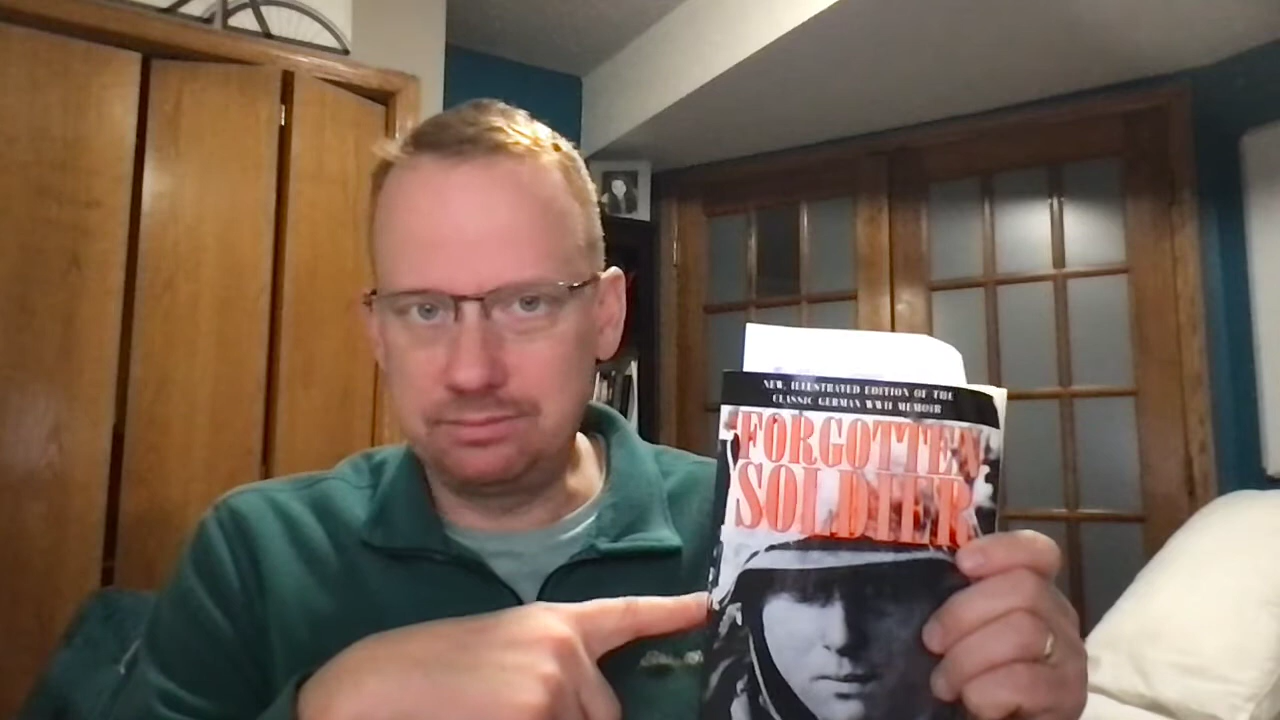 NEW, ILLUSTRATED EDITION OF THE
CLASSIC GERMAN WWII MEMOIR
FORGOTTEN
SOLDIER